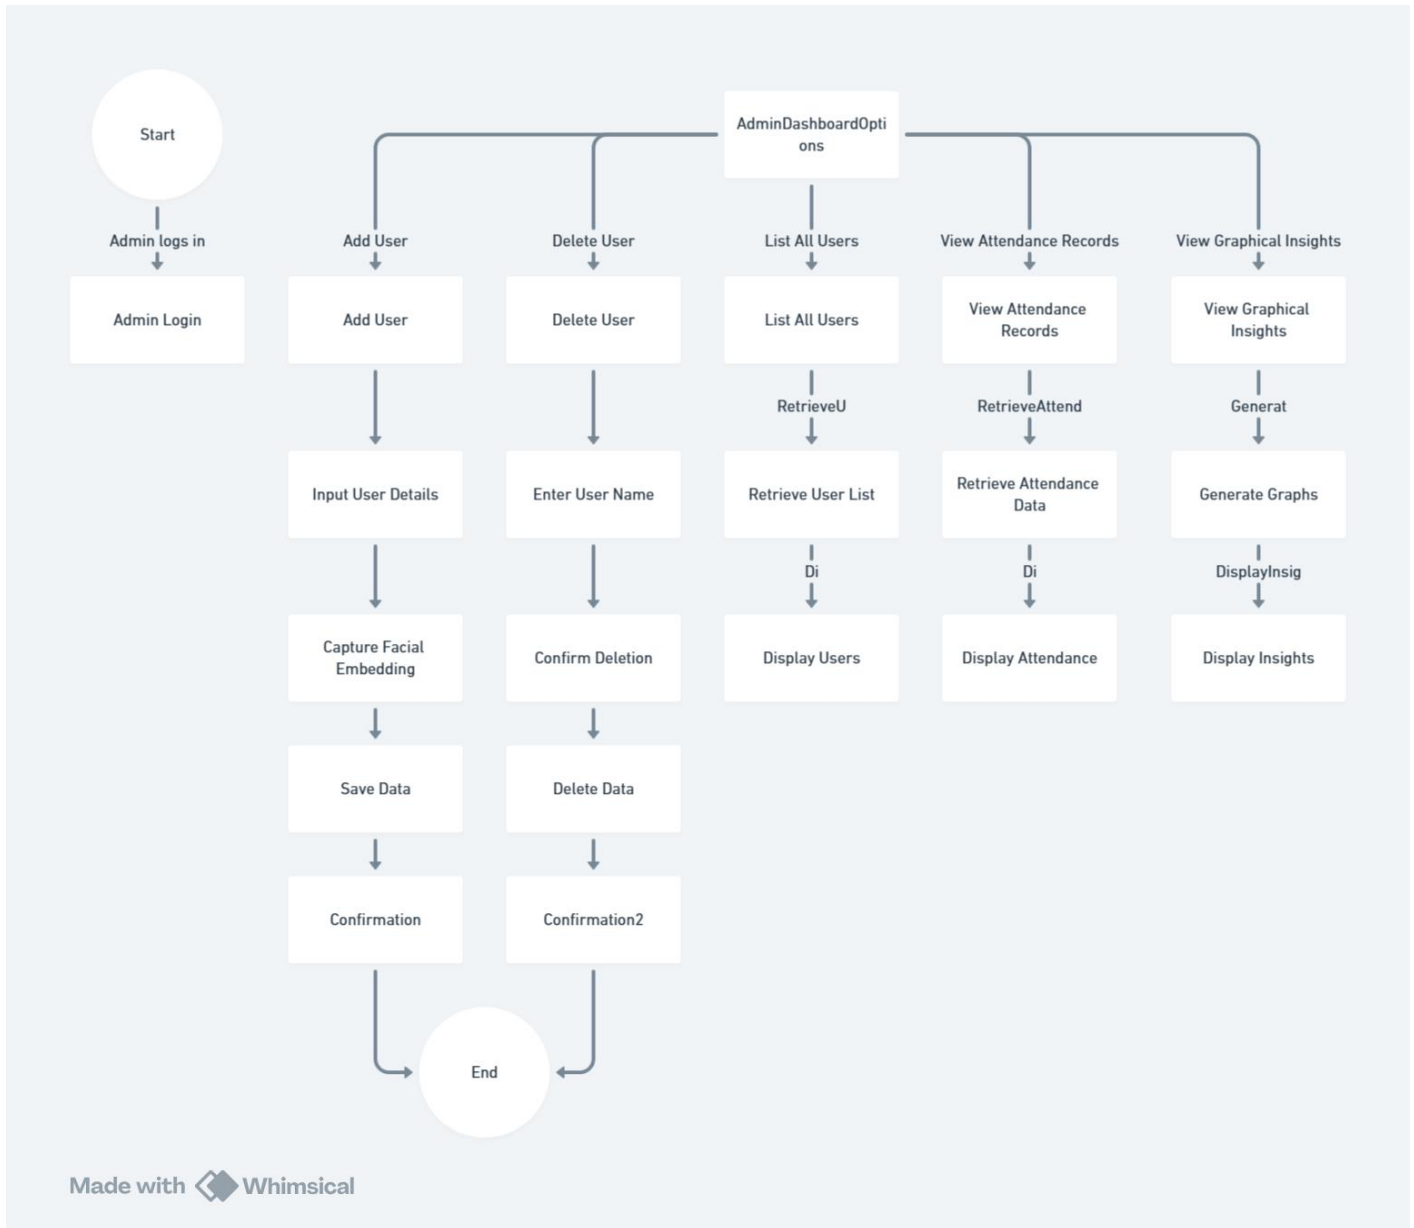 Start
AdminDashboardOpti
ons
Admin logs in
Add User
Delete User
List All Users
View Attendance Records
View Graphical Insights
Admin Login
Add User
Delete User
List All Users
View Attendance
Records
View Graphical
Insights
RetrieveU
RetrieveAttend
Generat
Input User Details
Enter User Name
Retrieve User List
Retrieve Attendance
Data
Generate Graphs
Di
Di
DisplayInsig
Capture Facial
Embedding
Confirm Deletion
Display Users
Display Attendance
Display Insights
Save Data
Delete Data
Confirmation
Confirmation2
End
Made with Whimsical